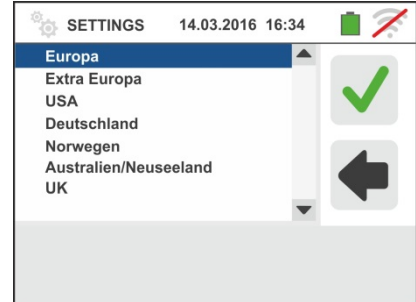 SETTINGS 14.03.2016 16:34
Europa
Extra Europa
USA
Deutschland
Norwegen
Australien/Neuseeland
UK